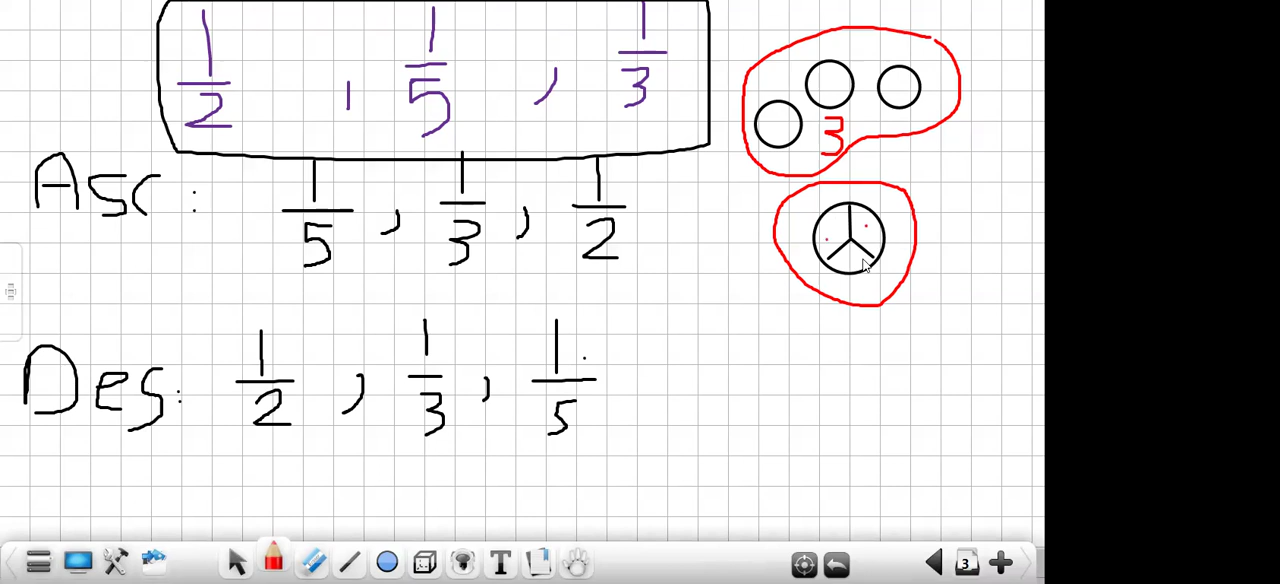 1/2 , 1/5 , 1/3
3
Asc: 1/5 , 1/3 , 1/2
Des: 1/2 , 1/3 , 1/5
T
3